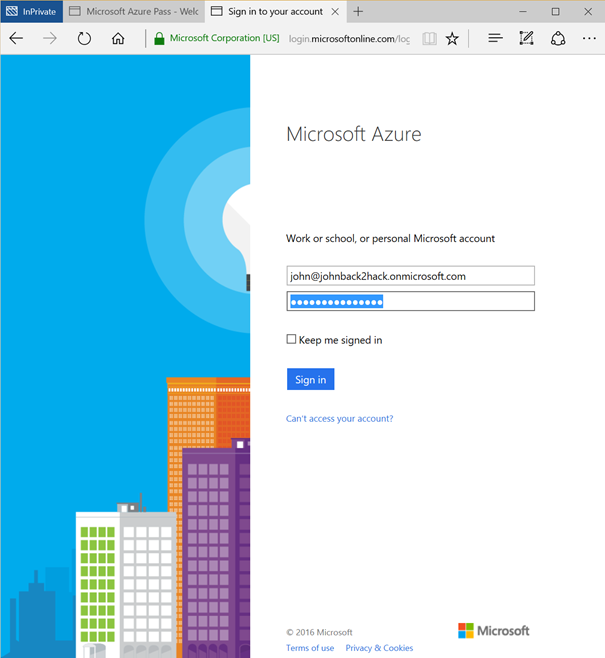 InPrivate
Microsoft Azure Pass - Welc
Sign in to your account
Microsoft Corporation [US]
login.microsoftonline.com/log
Microsoft Azure
Work or school, or personal Microsoft account
john@johnback2hack.onmicrosoft.com
Keep me signed in
Sign in
Can't access your account?
© 2016 Microsoft
Microsoft
Terms of use
Privacy & Cookies